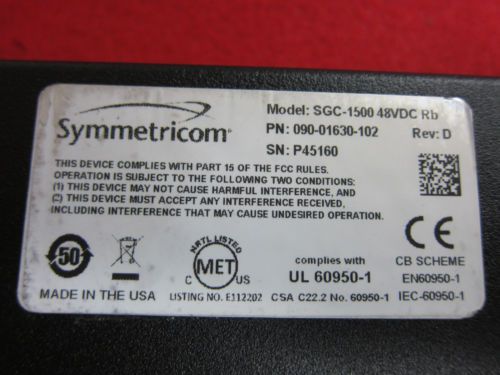 Symmetricom
Model: SGC-1500 48VDC Rb
PN: 090-01630-102 Rev: D
SN: P45160
THIS DEVICE COMPLIES WITH PART 15 OF THE FCC RULES.
OPERATION IS SUBJECT TO THE FOLLOWING TWO CONDITIONS:
(1) THIS DEVICE MAY NOT CAUSE HARMFUL INTERFERENCE, AND
(2) THIS DEVICE MUST ACCEPT ANY INTERFERENCE RECEIVED,
INCLUDING INTERFERENCE THAT MAY CAUSE UNDESIRED OPERATION.
50
NRTL LISTED
MET
C US
LISTING NO. E112202
MADE IN THE USA
complies with
UL 60950-1
CSA C22.2 No. 60950-1
CE
CB SCHEME
EN60950-1
IEC-60950-1